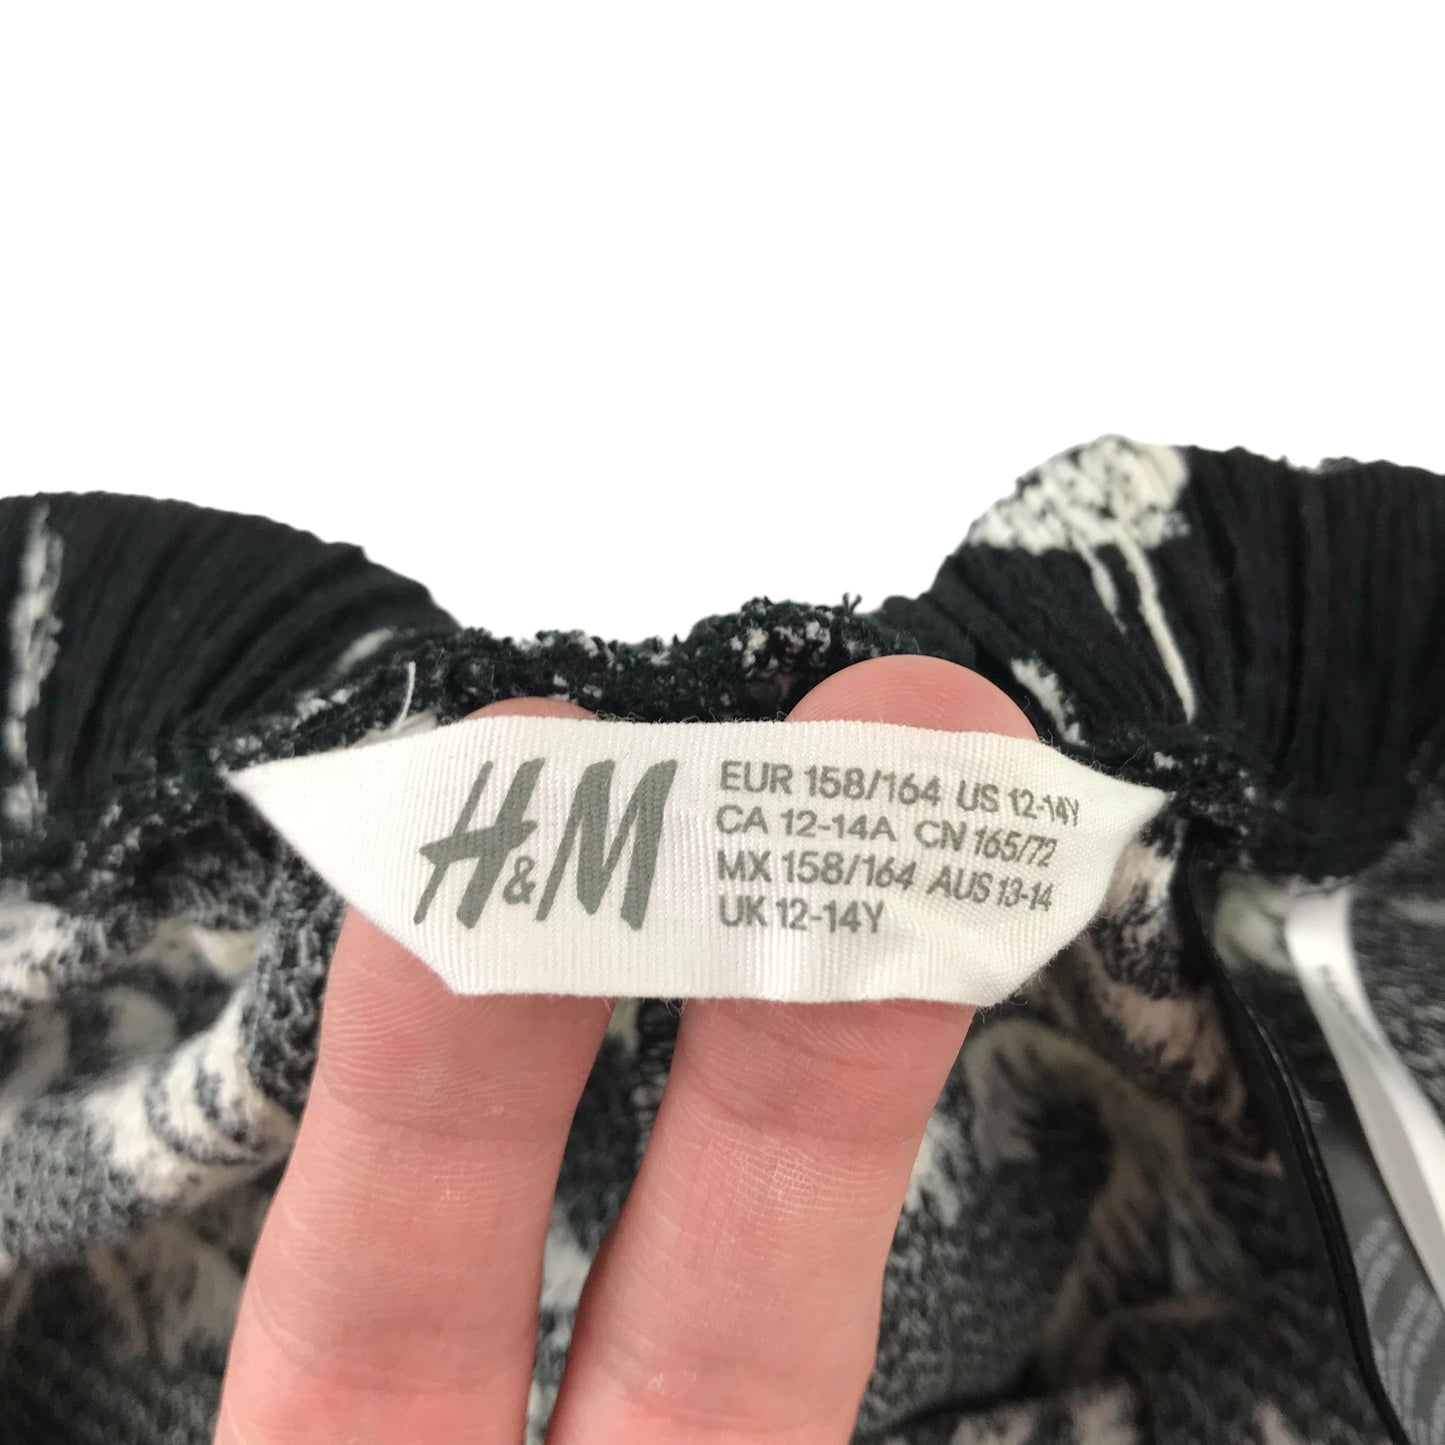 H&M
EUR 158/164 US 12-14Y
CA 12-14A CN 165/72
MX 158/164 AUS 13-14
UK 12-14Y